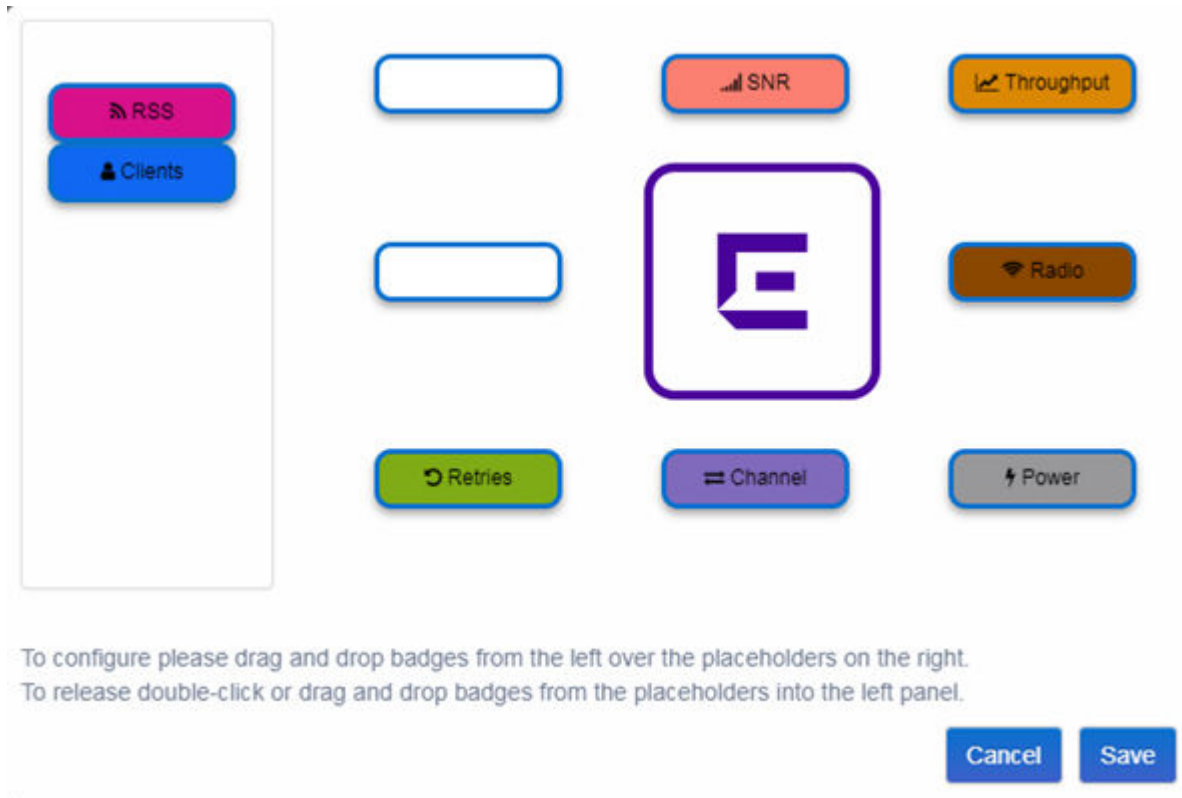 RSS
Clients
SNR
Throughput
Radio
Retries
Channel
Power
To configure please drag and drop badges from the left over the placeholders on the right.
To release double-click or drag and drop badges from the placeholders into the left panel.
Cancel
Save